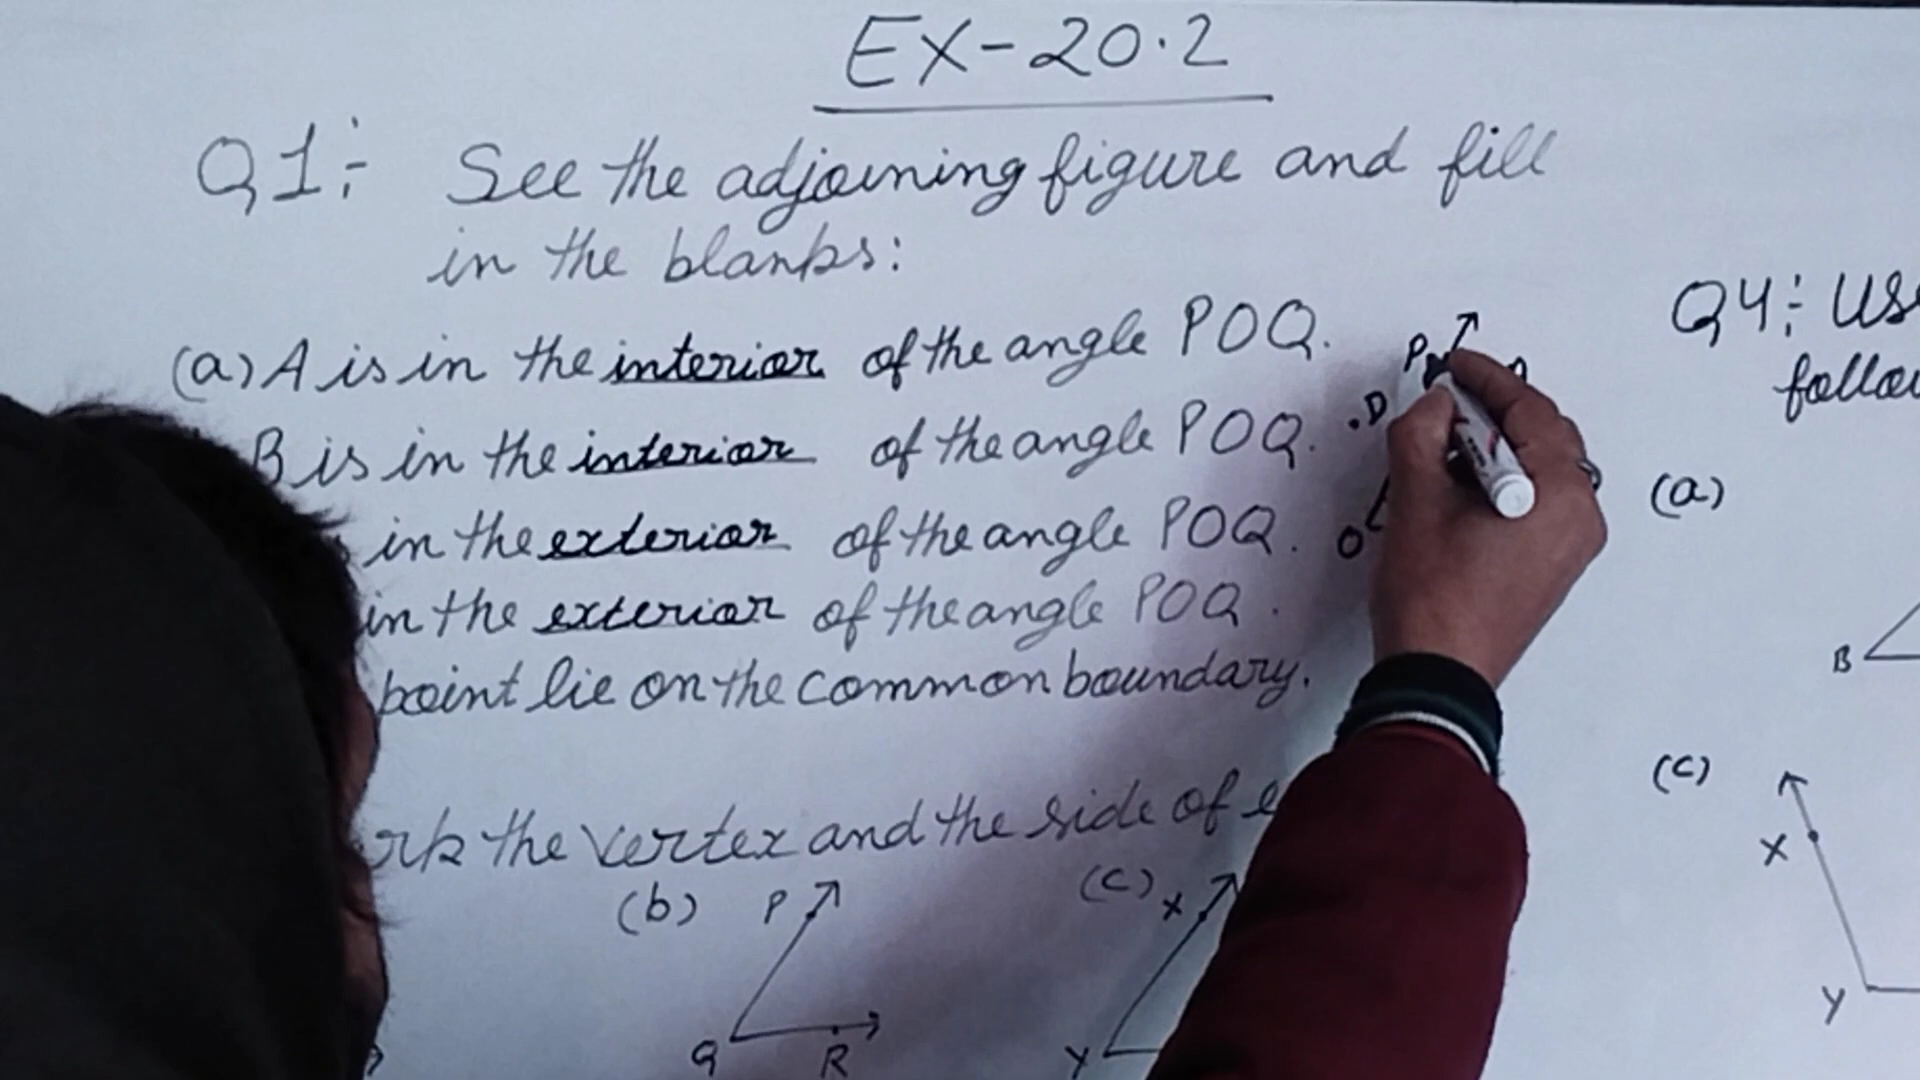 EX-20.2
Q1:- See the adjoining figure and fill
in the blanks:
(a) A is in the interior of the angle POQ.
B is in the interior of the angle POQ.
in the exterior of the angle POQ.
in the exterior of the angle POQ.
point lie on the common boundary.
the vertex and the side of
P
.D
O
(b) P
Q R
(C) X
Y
Q4:-
(a)
B
(C)
X
Y